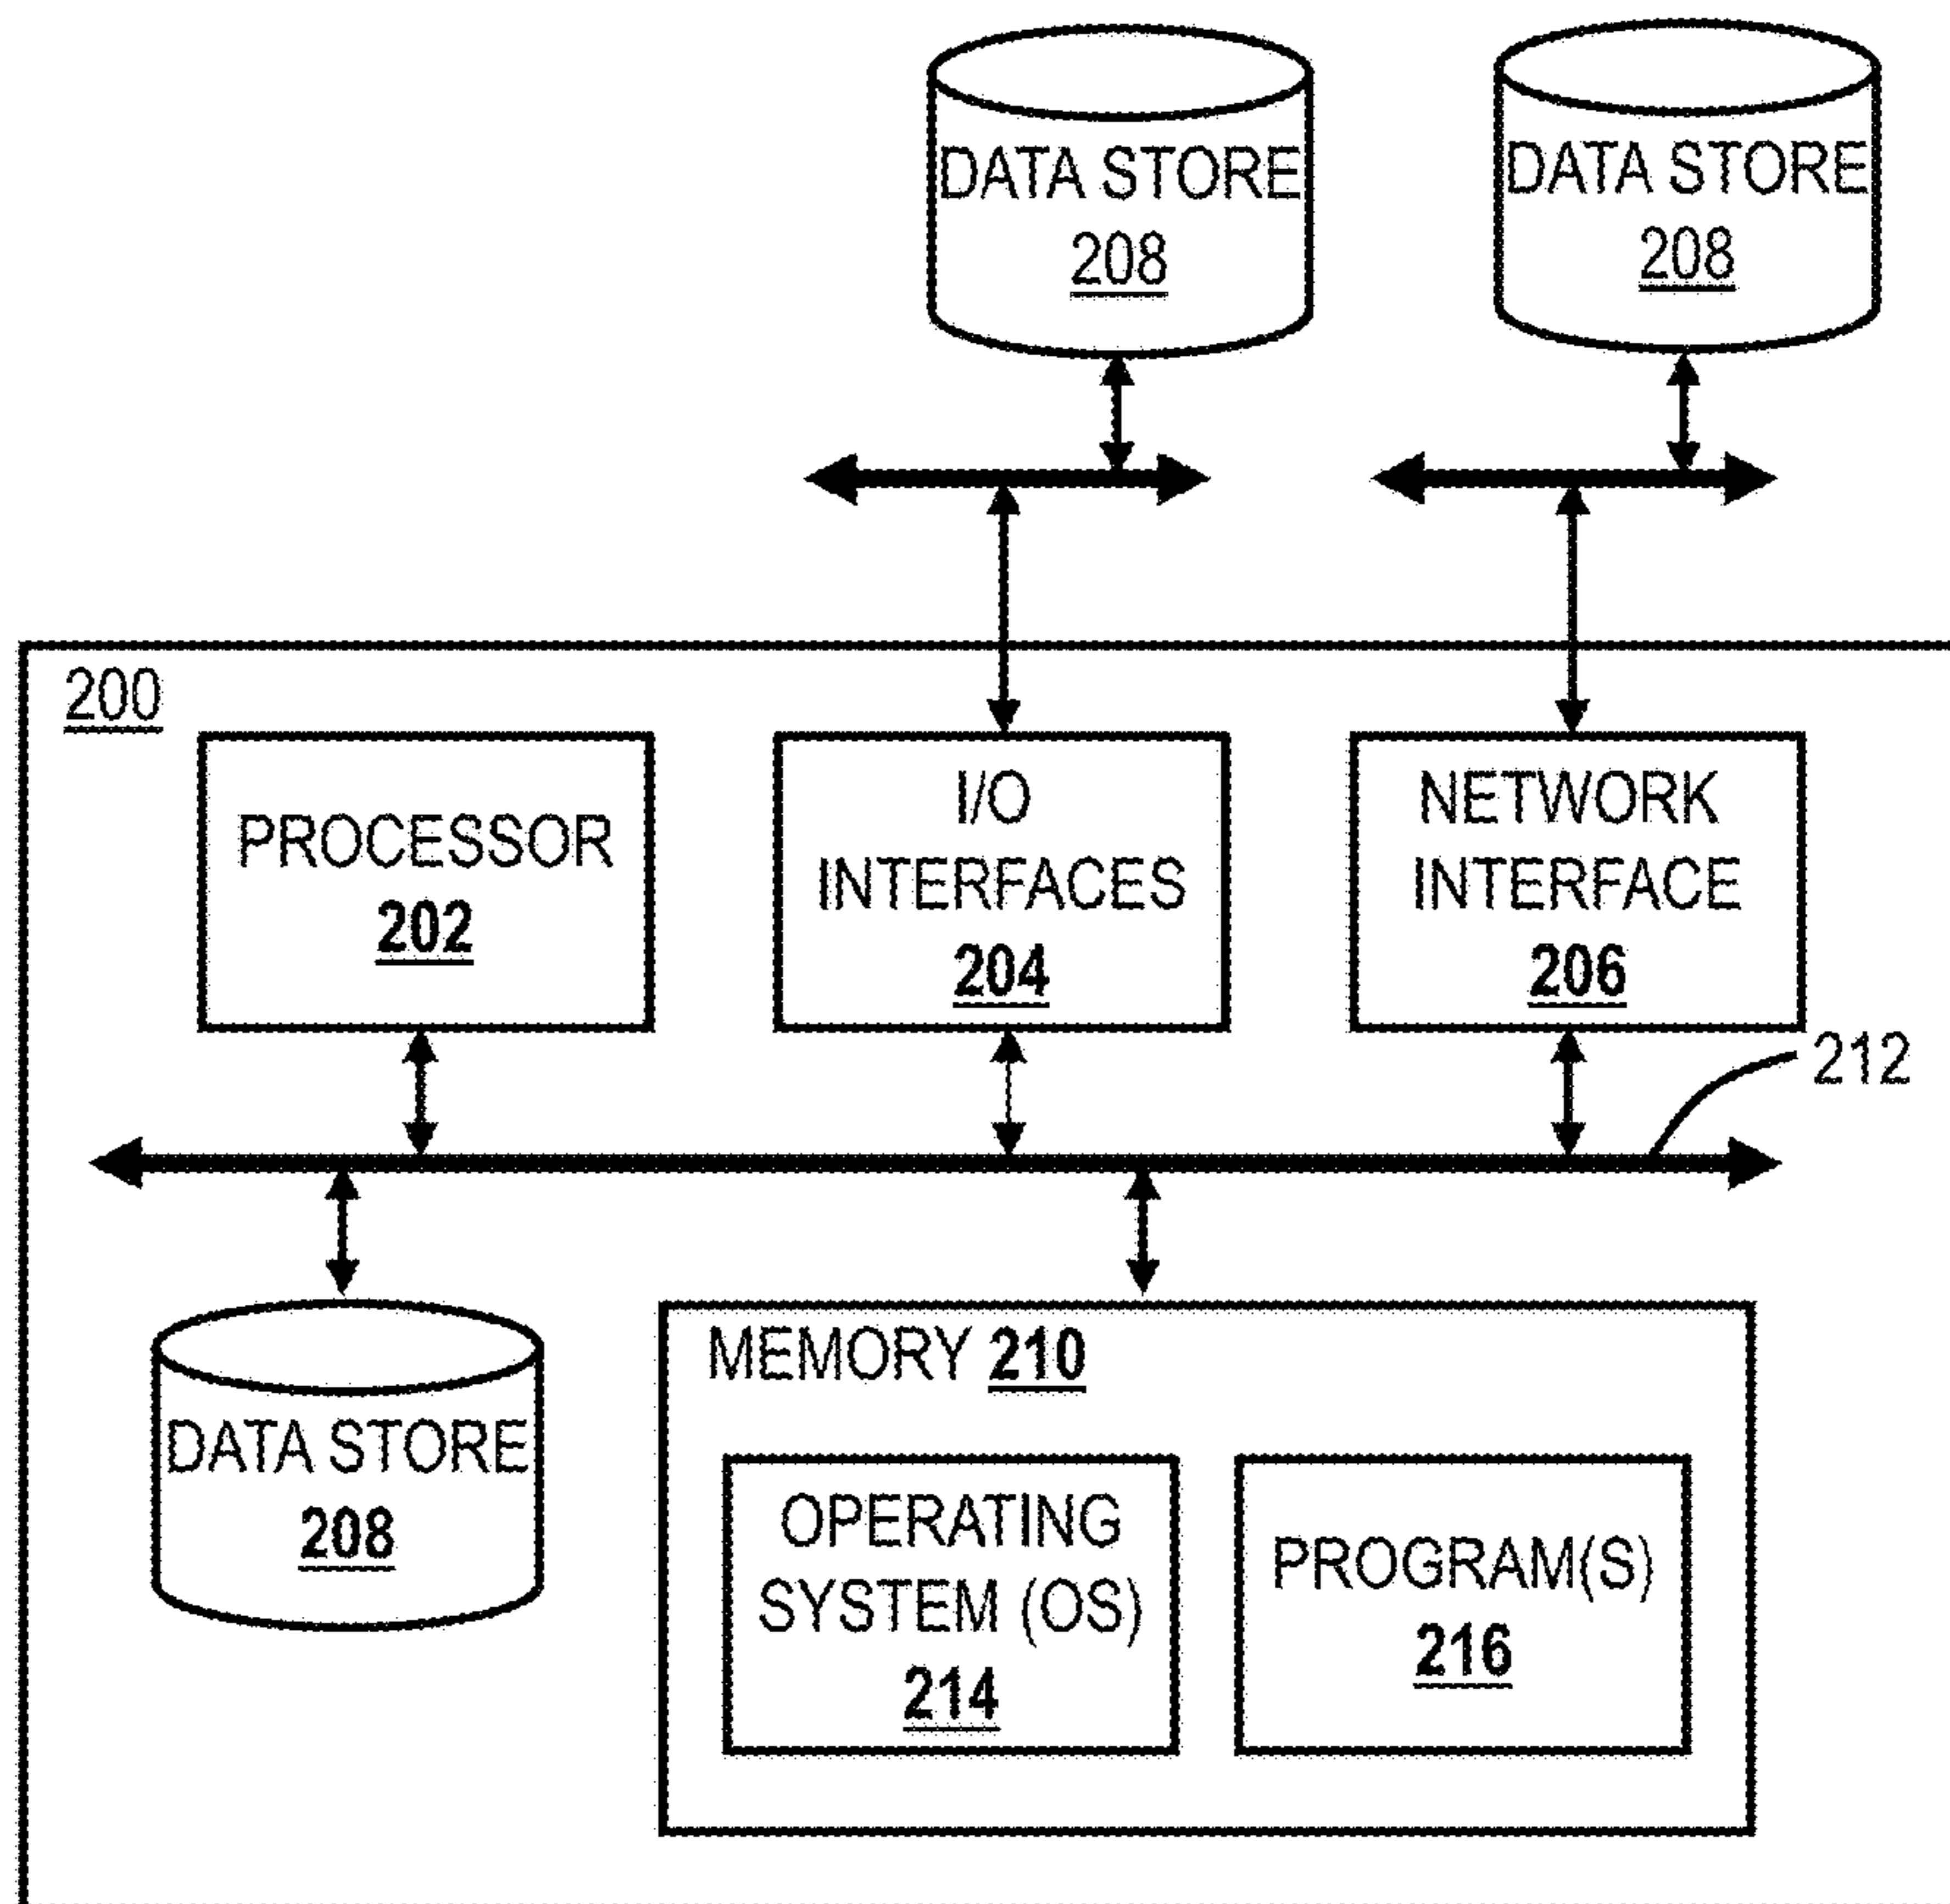 DATA STORE
208
DATA STORE
208
200
PROCESSOR
202
I/O
INTERFACES
204
NETWORK
INTERFACE
206
212
DATA STORE
208
MEMORY 210
OPERATING
SYSTEM (OS)
214
PROGRAM(S)
216